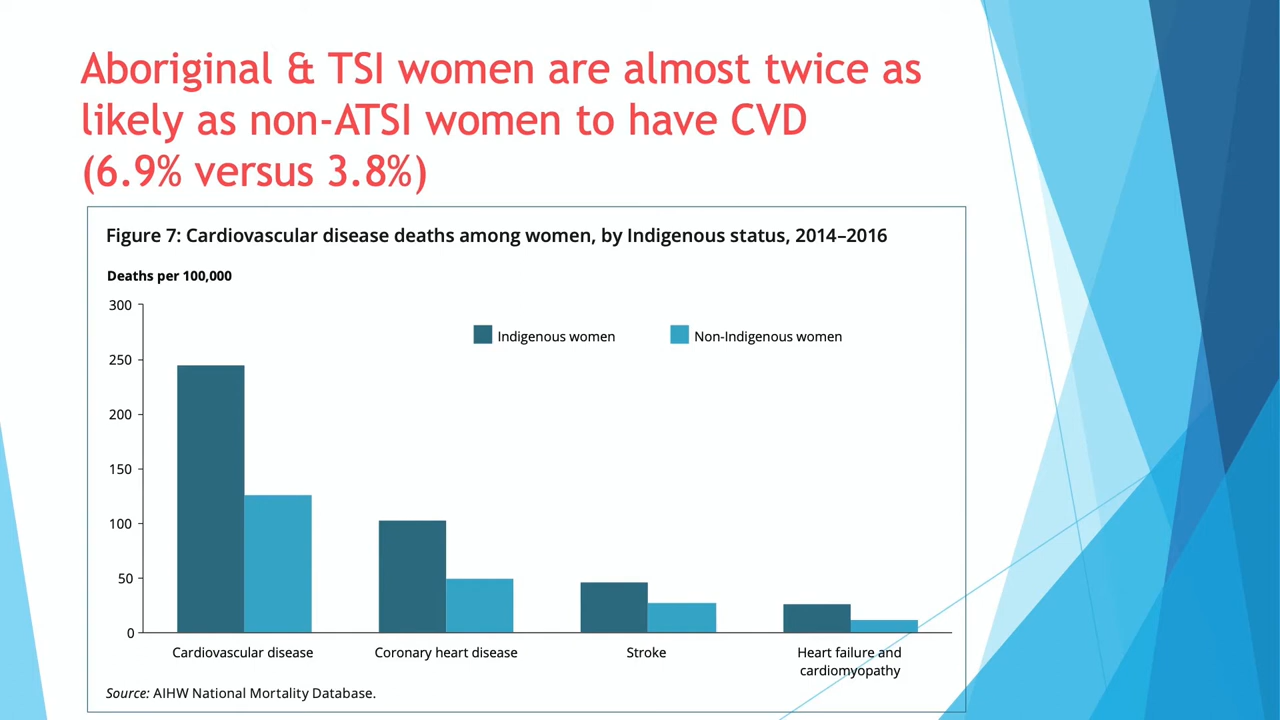 Aboriginal & TSI women are almost twice as
likely as non-ATSI women to have CVD
(6.9% versus 3.8%)
Figure 7: Cardiovascular disease deaths among women, by Indigenous status, 2014–2016
Deaths per 100,000
300
250
200
150
100
50
0
Indigenous women
Non-Indigenous women
Cardiovascular disease
Coronary heart disease
Stroke
Heart failure and
cardiomyopathy
Source: AIHW National Mortality Database.